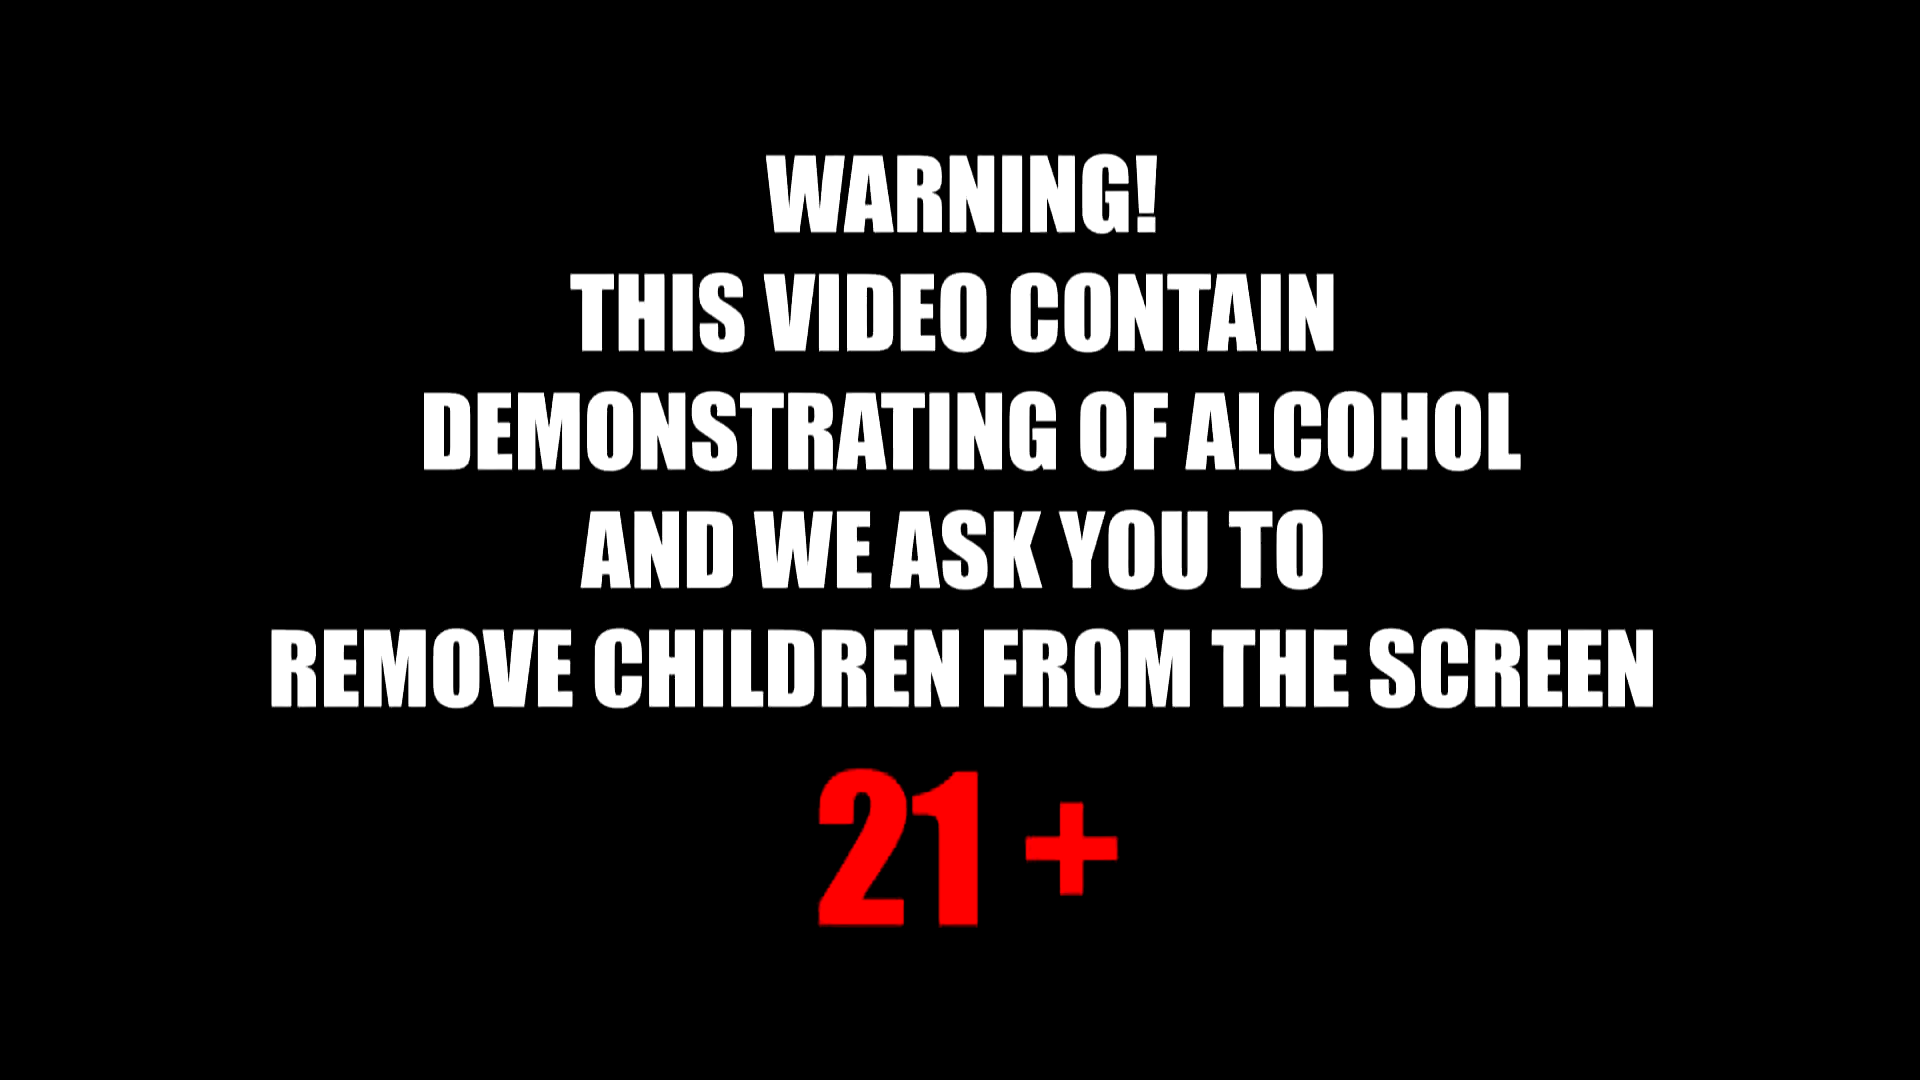 WARNING!
THIS VIDEO CONTAIN
DEMONSTRATING OF ALCOHOL
AND WE ASK YOU TO
REMOVE CHILDREN FROM THE SCREEN
21 +